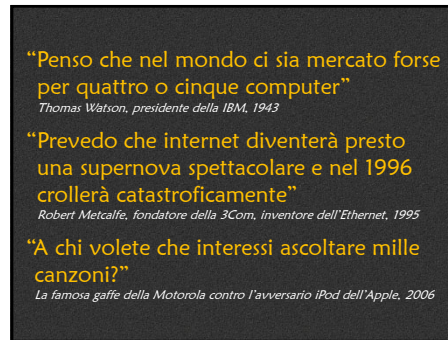 “Penso che nel mondo ci sia mercato forse
per quattro o cinque computer”
Thomas Watson, presidente della IBM, 1943
“Prevedo che internet diventerà presto
una supernova spettacolare e nel 1996
crollerà catastroficamente”
Robert Metcalfe, fondatore della 3Com, inventore dell’Ethernet, 1995
“A chi volete che interessi ascoltare mille
canzoni?”
La famosa gaffe della Motorola contro l’avversario iPod dell’Apple, 2006